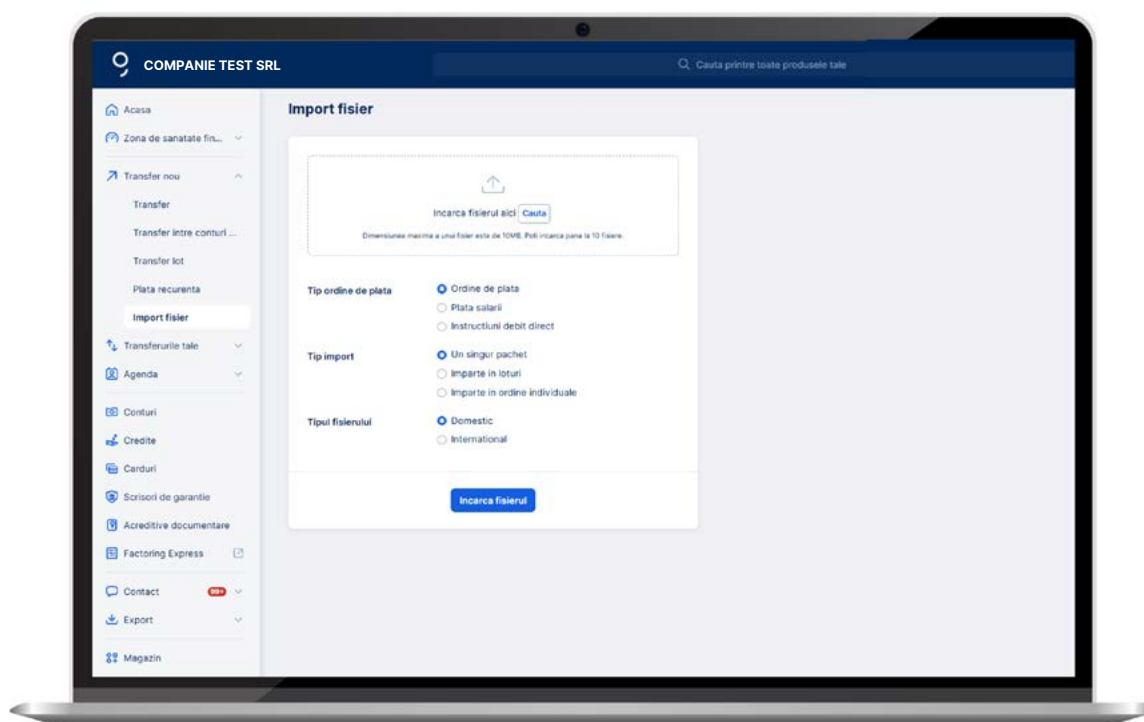 COMPANIE TEST SRL
Cauta printre toate produsele tale
Acasa
Zona de sanatate fin...
Transfer nou
Transfer
Transfer intre conturi ...
Transfer lot
Plata recurenta
Import fisier
Transferurile tale
Agenda
Conturi
Credite
Carduri
Scrisori de garantie
Acreditive documentare
Factoring Express
Contact 99+
Export
Magazin
Import fisier
Incarca fisierul aici Cauta
Dimensiunea maxima a unui fisier este de 10MB. Poti incarca pana la 10 fisiere.
Tip ordine de plata
Ordine de plata
Plata salarii
Instructiuni debit direct
Tip import
Un singur pachet
Imparte in loturi
Imparte in ordine individuale
Tipul fisierului
Domestic
International
Incarca fisierul